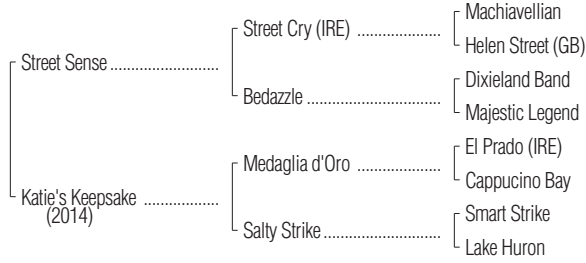 Machiavellian
Street Cry (IRE) ....................
Helen Street (GB)
Street Sense ..........................
Dixieland Band
Bedazzle ................................
Majestic Legend
El Prado (IRE)
Medaglia d'Oro ....................
Cappucino Bay
Katie's Keepsake ..................
(2014)
Smart Strike
Salty Strike............................
Lake Huron